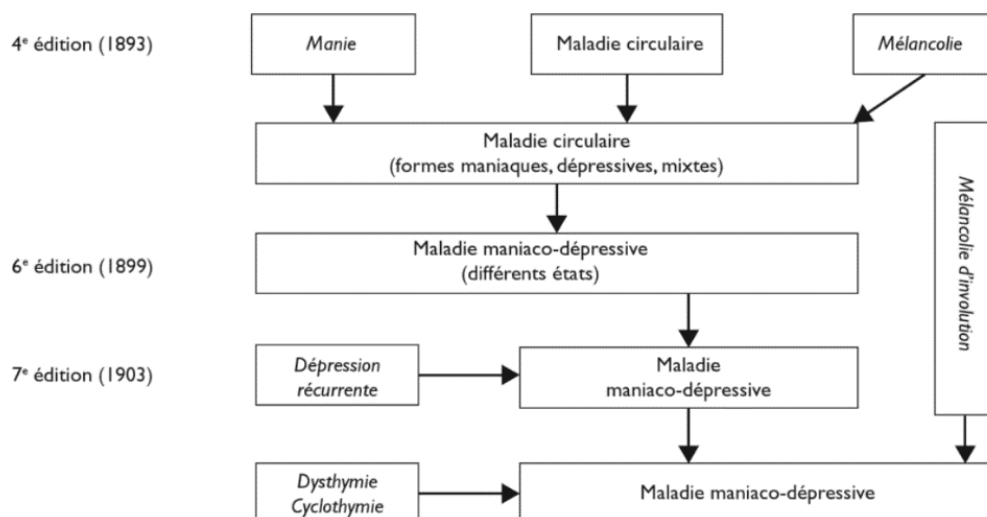 4e édition (1893)
Manie
Maladie circulaire
Mélancolie
Maladie circulaire
(formes maniaques, dépressives, mixtes)
Mélancolie d'involution
Maladie maniaco-dépressive
(différents états)
6e édition (1899)
7e édition (1903)
Dépression
récurrente
Maladie
maniaco-dépressive
Dysthymie
Cyclothymie
Maladie maniaco-dépressive